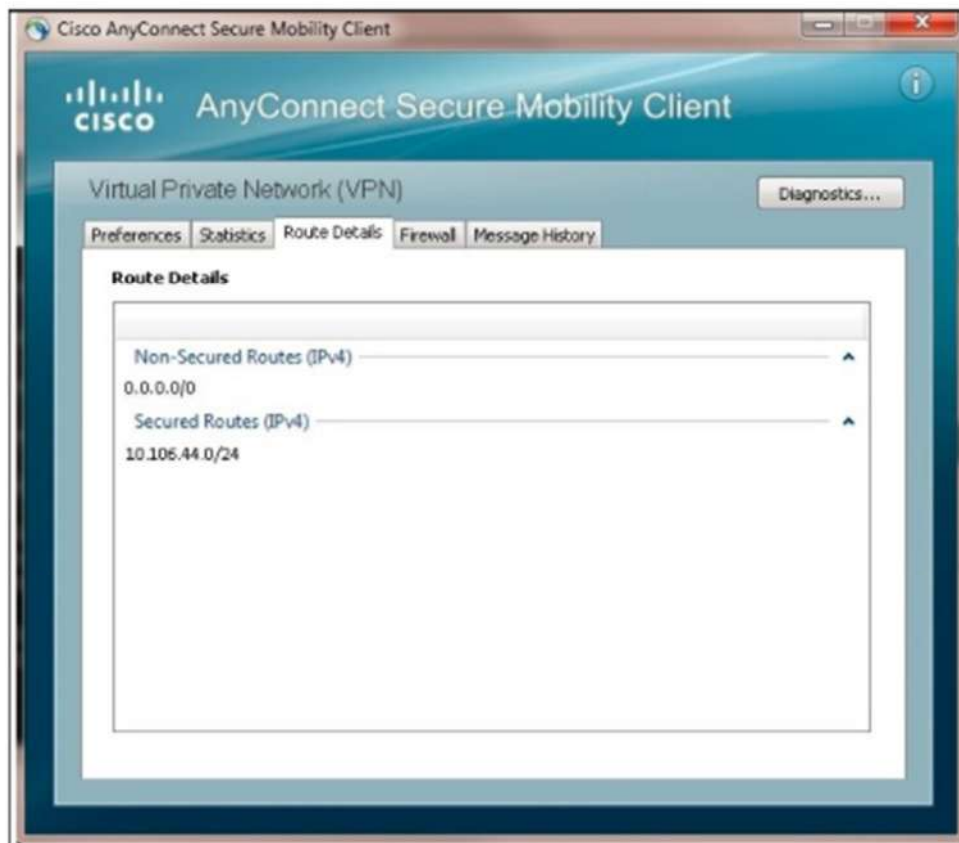 Cisco AnyConnect Secure Mobility Client
CISCO
AnyConnect Secure Mobility Client
Virtual Private Network (VPN)
Diagnostics...
Preferences
Statistics
Route Details
Firewall
Message History
Route Details
Non-Secured Routes (IPv4)
0.0.0.0/0
Secured Routes (IPv4)
10.106.44.0/24